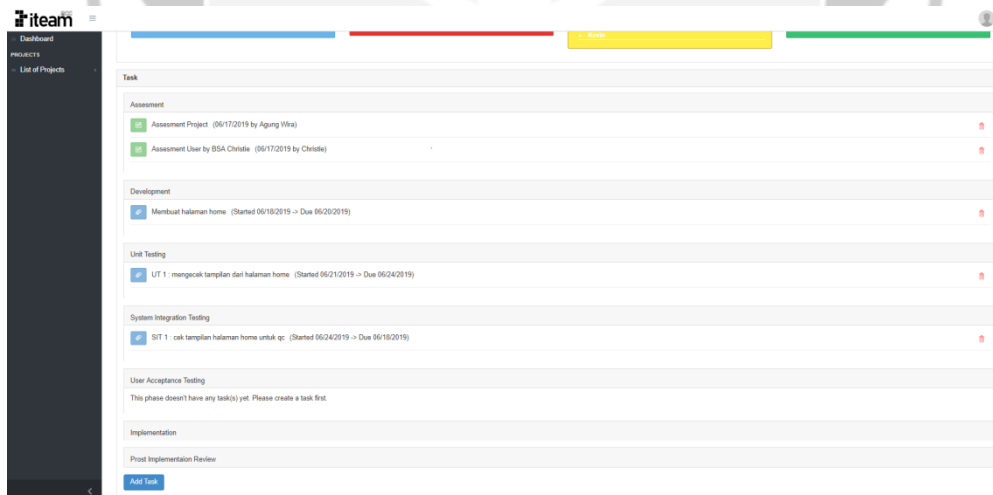 iteam
Dashboard
PROJECTS
List of Projects
Kevin
Task
Assesment
Assesment Project (06/17/2019 by Agung Wira)
Assesment User by BSA Christie (06/17/2019 by Christie)
Development
Membuat halaman home (Started 06/18/2019 -> Due 06/20/2019)
Unit Testing
UT 1 : mengecek tampilan dari halaman home (Started 06/21/2019 -> Due 06/24/2019)
System Integration Testing
SIT 1 : cek tampilan halaman home untuk qc (Started 06/24/2019 -> Due 06/18/2019)
User Acceptance Testing
This phase doesn't have any task(s) yet. Please create a task first.
Implementation
Prost Implementaion Review
Add Task